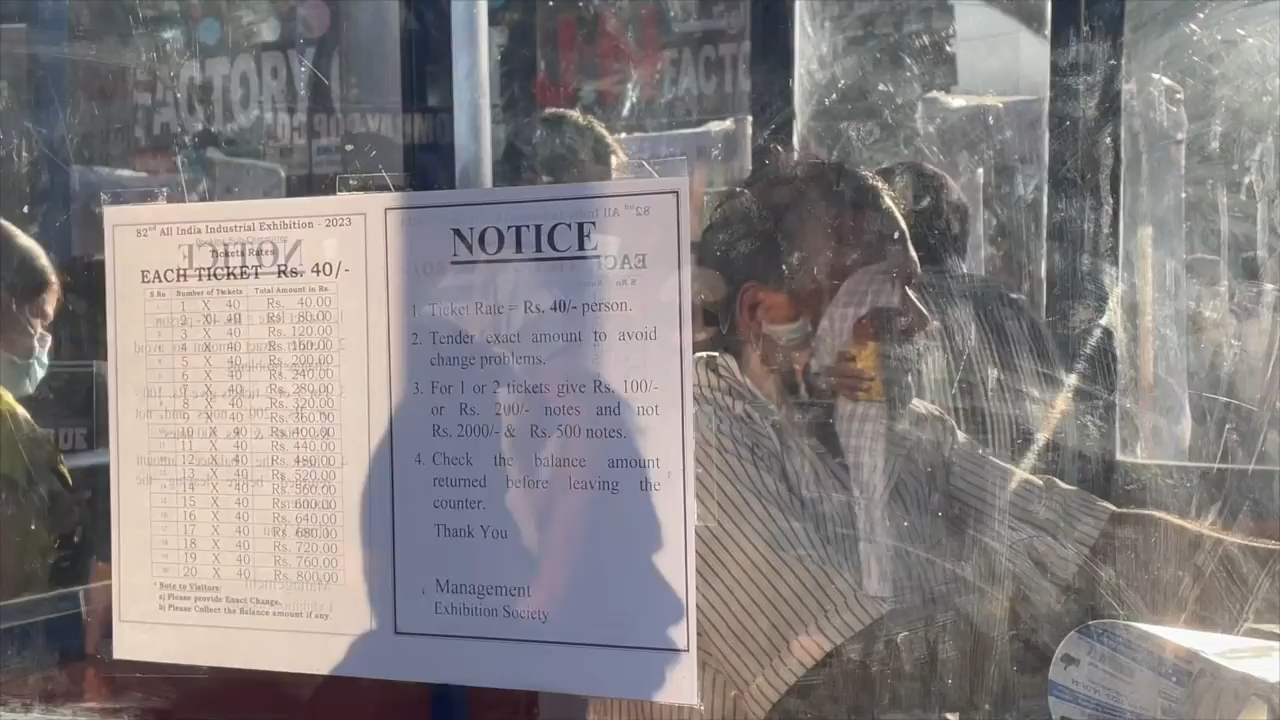 FACTORY
FACTO
82nd All India Industrial Exhibition - 2023
Tickets Rates
EACH TICKET Rs. 40/-
S.No Number of Tickets Total Amount in Rs.
1 X 40 Rs. 40.00
2 X 40 Rs. 80.00
3 X 40 Rs. 120.00
4 X 40 Rs. 160.00
5 X 40 Rs. 200.00
6 X 40 Rs. 240.00
7 X 40 Rs. 280.00
8 X 40 Rs. 320.00
9 X 40 Rs. 360.00
10 X 40 Rs. 400.00
11 X 40 Rs. 440.00
12 X 40 Rs. 480.00
13 X 40 Rs. 520.00
14 X 40 Rs. 560.00
15 X 40 Rs. 600.00
16 X 40 Rs. 640.00
17 X 40 Rs. 680.00
18 X 40 Rs. 720.00
19 X 40 Rs. 760.00
20 X 40 Rs. 800.00
* Note to Visitors:
a) Please provide Exact Change.
b) Please Collect the Balance amount if any.
NOTICE
1. Ticket Rate = Rs. 40/- person.
2. Tender exact amount to avoid
change problems.
3. For 1 or 2 tickets give Rs. 100/-
or Rs. 200/- notes and not
Rs. 2000/- & Rs. 500 notes.
4. Check the balance amount
returned before leaving the
counter.
Thank You
Management
Exhibition Society